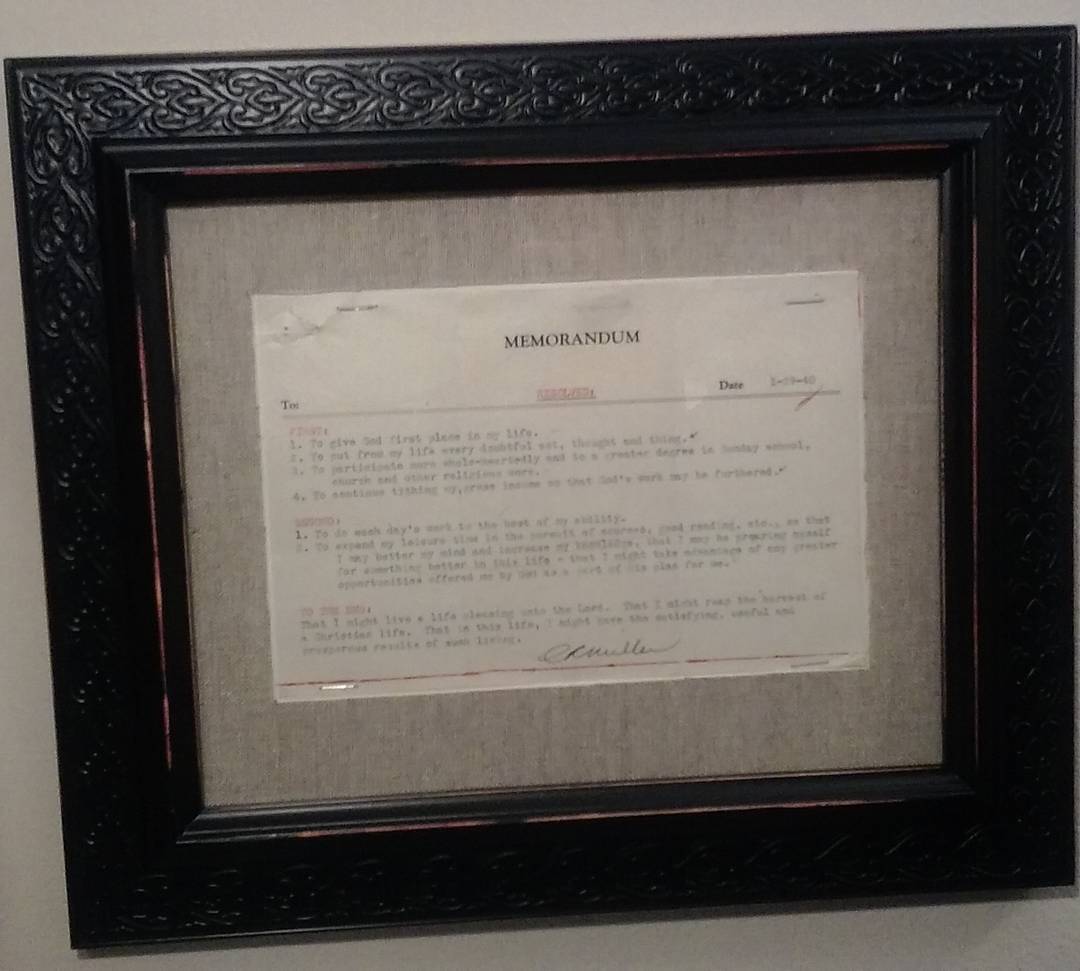 MEMORANDUM
RESOLVED:
To: Date 1-29-40
FIRST:
1. To give God first place in my life.
2. To put from my life every doubtful act, thought and thing.
3. To participate more whole-heartedly and to a greater degree in Sunday school,
church and other religious work.
4. To continue tithing my gross income so that God's work may be furthered.
SECOND:
1. To do each day's work to the best of my ability.
2. To expend my leisure time in the pursuit of courses, good reading, etc., so that
I may better my mind and increase my knowledge, that I may be preparing myself
for something better in this life - that I might take advantage of any greater
opportunities offered me by God as a part of His plan for me.
TO THE END:
That I might live a life pleasing unto the Lord. That I might reap the harvest of
a Christian life. That in this life, I might have the satisfying, useful and
prosperous results of such living.